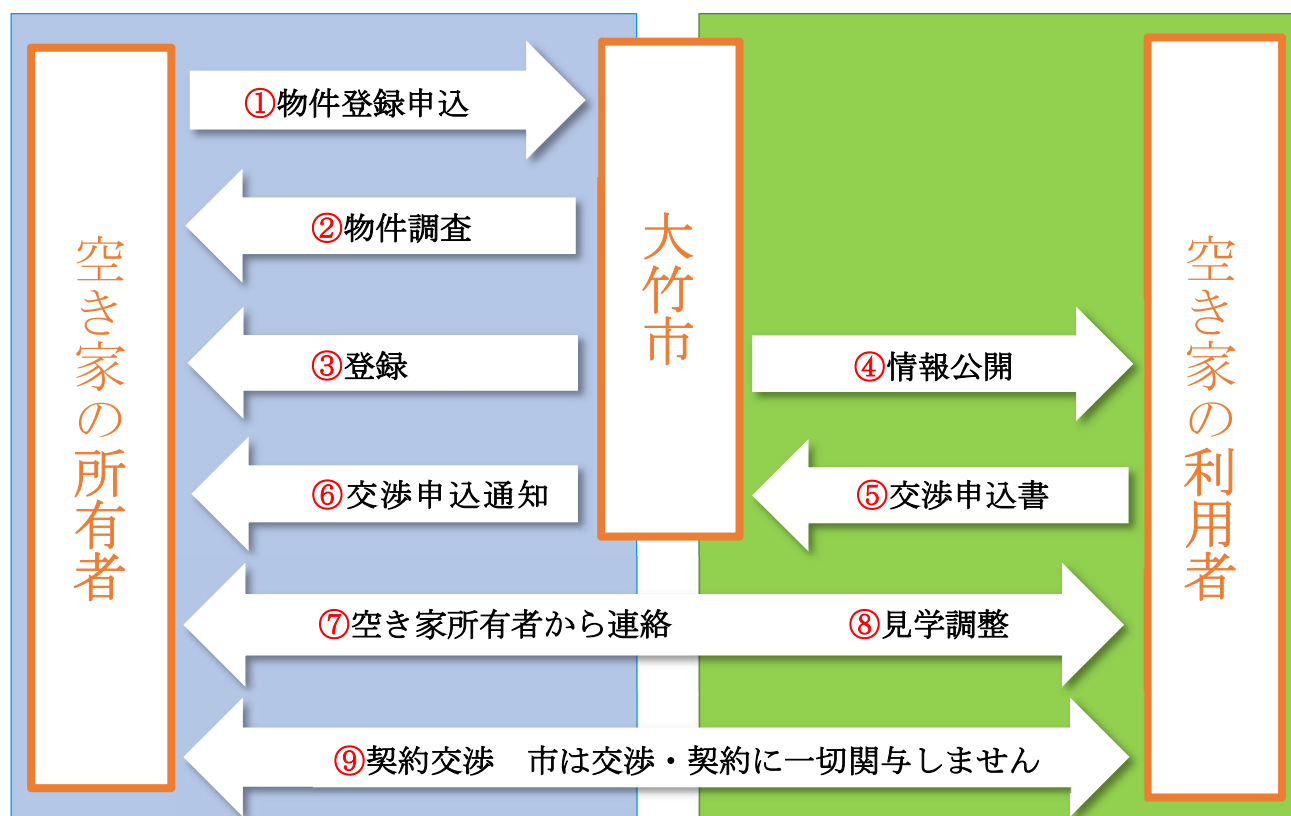 空き家の所有者
大竹市
空き家の利用者
①物件登録申込
②物件調査
③登録
④情報公開
⑥交渉申込通知
⑤交渉申込書
⑦空き家所有者から連絡
⑧見学調整
⑨契約交渉　市は交渉・契約に一切関与しません